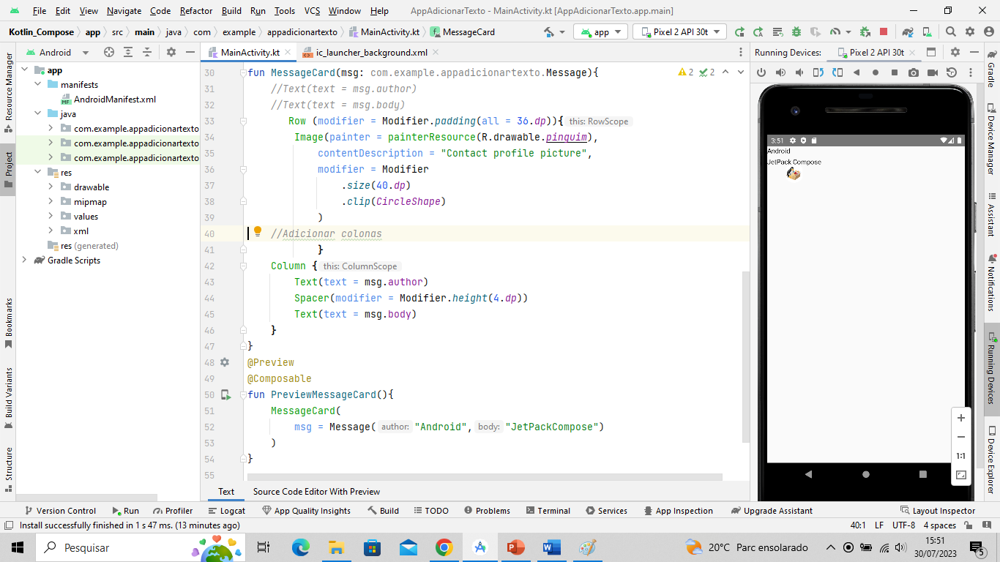 File Edit View Navigate Code Refactor Build Run Tools VCS Window Help AppAdicionarTexto - MainActivity.kt [AppAdicionarTexto.app.main]
Kotlin_Compose app src main java com example appadicionartexto MainActivity.kt MessageCard app Pixel 2 API 30t
Android
MainActivity.kt ic_launcher_background.xml
Running Devices: Pixel 2 API 30t
Resource Manager
Project
Bookmarks
Build Variants
Structure
app
manifests
AndroidManifest.xml
java
com.example.appadicionartexto
com.example.appadicionartexto
com.example.appadicionartexto
res
drawable
mipmap
values
xml
res (generated)
Gradle Scripts
2 2
30 fun MessageCard(msg: com.example.appadicionartexto.Message){
31 //Text(text = msg.author)
32 //Text(text = msg.body)
33 Row (modifier = Modifier.padding(all = 36.dp)){ this: RowScope
34 Image(painter = painterResource(R.drawable.pinquim),
35 contentDescription = "Contact profile picture",
36 modifier = Modifier
37 .size(40.dp)
38 .clip(CircleShape)
39 )
40 //Adicionar colonas
41 }
42 Column { this: ColumnScope
43 Text(text = msg.author)
44 Spacer(modifier = Modifier.height(4.dp))
45 Text(text = msg.body)
46 }
47 }
48 @Preview
49 @Composable
50 fun PreviewMessageCard(){
51 MessageCard(
52 msg = Message( author: "Android", body: "JetPackCompose")
53 )
54 }
55
Text Source Code Editor With Preview
3:51
Android
JetPack Compose
1:1
Gradle
Device Manager
Assistant
Notifications
Running Devices
Device Explorer
Version Control Run Profiler Logcat App Quality Insights Build TODO Problems Terminal Services App Inspection Upgrade Assistant Layout Inspector
Install successfully finished in 1 s 47 ms. (13 minutes ago) 40:1 LF UTF-8 4 spaces
Pesquisar 20°C Parc ensolarado 15:51
30/07/2023 5